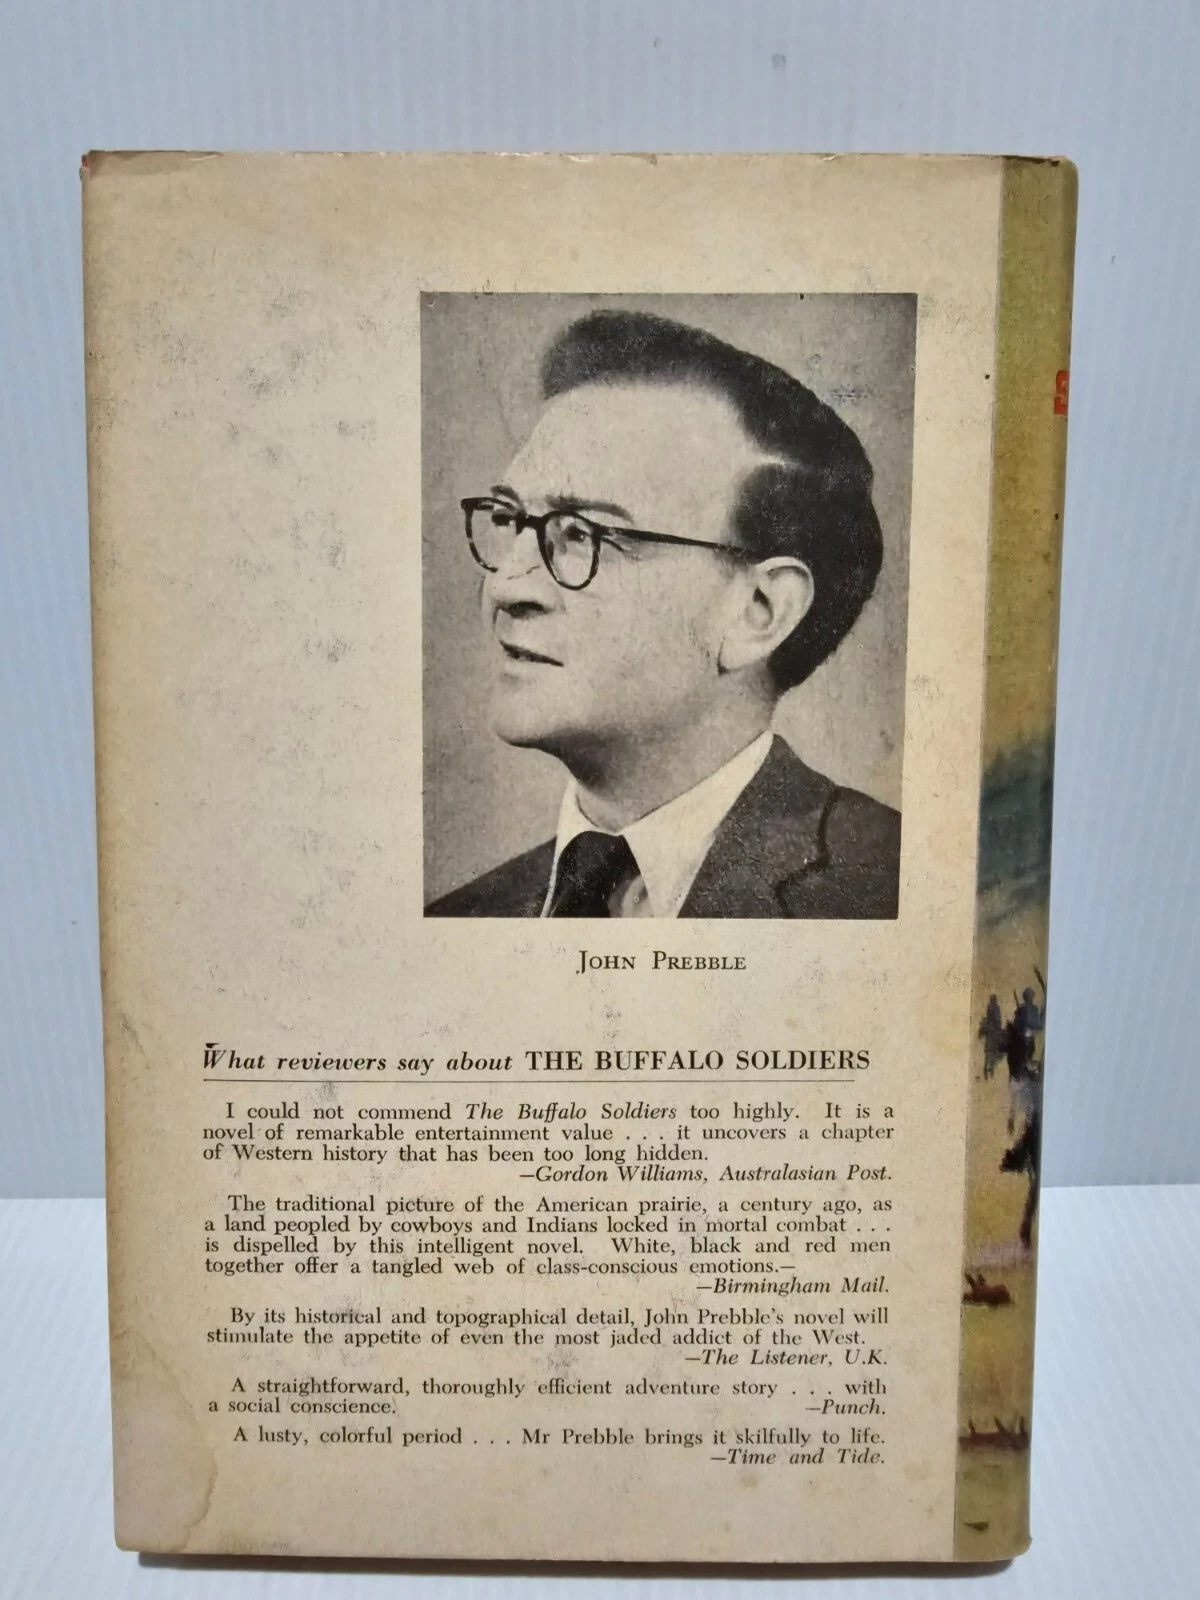 S
JOHN PREBBLE
What reviewers say about THE BUFFALO SOLDIERS
I could not commend The Buffalo Soldiers too highly. It is a
novel of remarkable entertainment value . . . it uncovers a chapter
of Western history that has been too long hidden.
—Gordon Williams, Australasian Post.
The traditional picture of the American prairie, a century ago, as
a land peopled by cowboys and Indians locked in mortal combat . . .
is dispelled by this intelligent novel. White, black and red men
together offer a tangled web of class-conscious emotions.—
—Birmingham Mail.
By its historical and topographical detail, John Prebble's novel will
stimulate the appetite of even the most jaded addict of the West.
—The Listener, U.K.
A straightforward, thoroughly efficient adventure story . . . with
a social conscience. —Punch.
A lusty, colorful period . . . Mr Prebble brings it skilfully to life.
—Time and Tide.